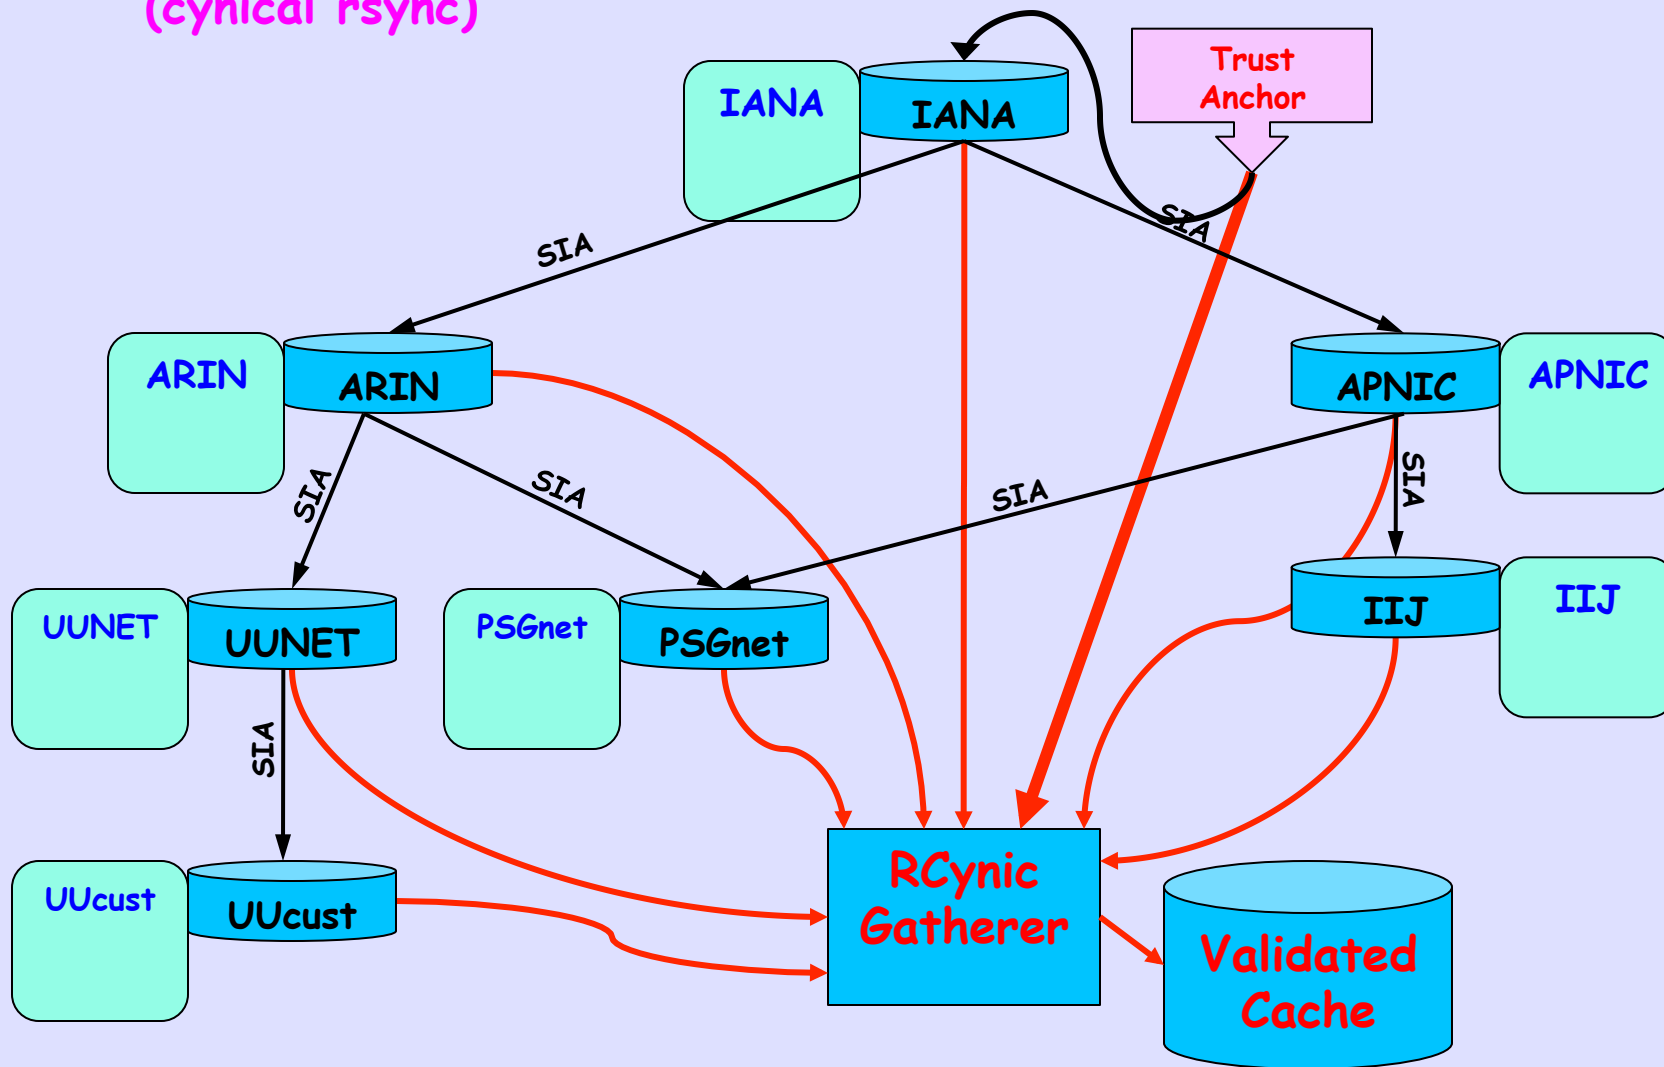 (cynical rsync)
Trust
Anchor
IANA
IANA
SIA
SIA
ARIN
ARIN
APNIC
APNIC
SIA
SIA
SIA
SIA
UUNET
UUNET
PSGnet
PSGnet
IIJ
IIJ
SIA
UUcust
UUcust
RCynic
Gatherer
Validated
Cache